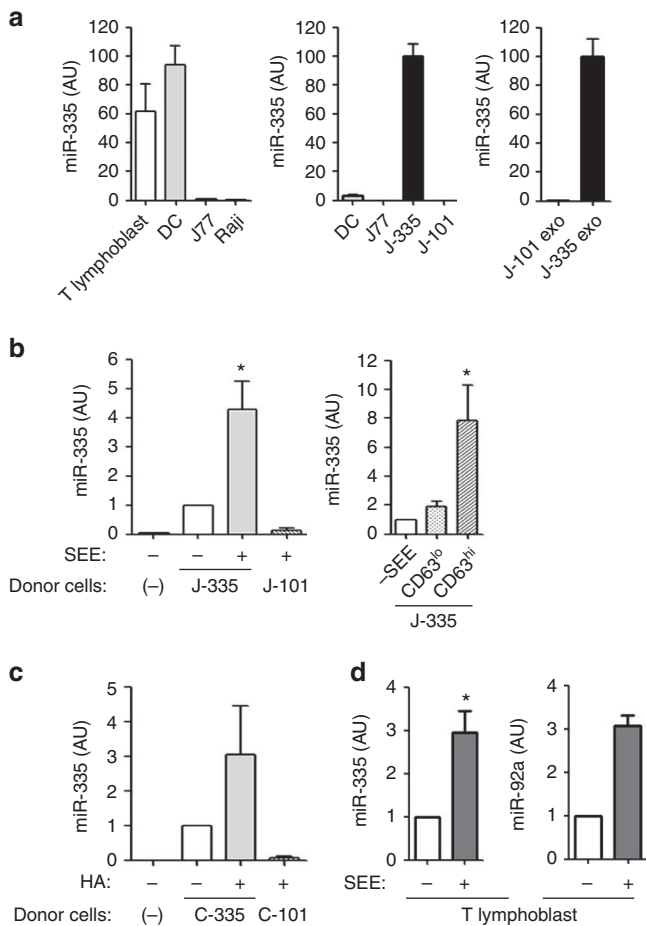 a
miR-335 (AU)
120
100
80
60
40
20
0
T lymphoblast
DC
J77
Raji
miR-335 (AU)
120
100
80
60
40
20
0
DC
J77
J-335
J-101
miR-335 (AU)
120
100
80
60
40
20
0
J-101 exo
J-335 exo
b
miR-335 (AU)
6
5
4
3
2
1
0
*
SEE: – – + +
Donor cells: (–) J-335 J-101
miR-335 (AU)
12
10
8
6
4
2
0
*
–SEE
CD63lo
CD63hi
J-335
c
miR-335 (AU)
5
4
3
2
1
0
HA: – – + +
Donor cells: (–) C-335 C-101
d
miR-335 (AU)
4
3
2
1
0
*
miR-92a (AU)
4
3
2
1
0
SEE: – + – +
T lymphoblast